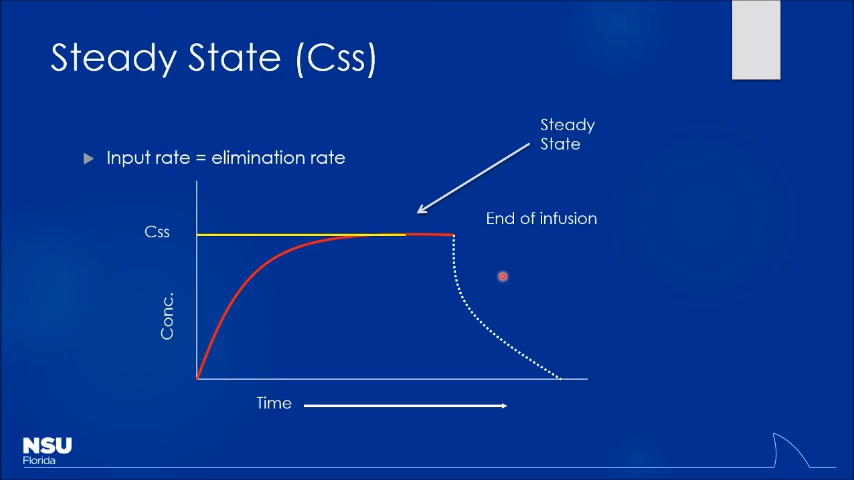 Steady State (Css)
Input rate = elimination rate
Steady
State
End of infusion
Css
Conc.
Time
NSU
Florida